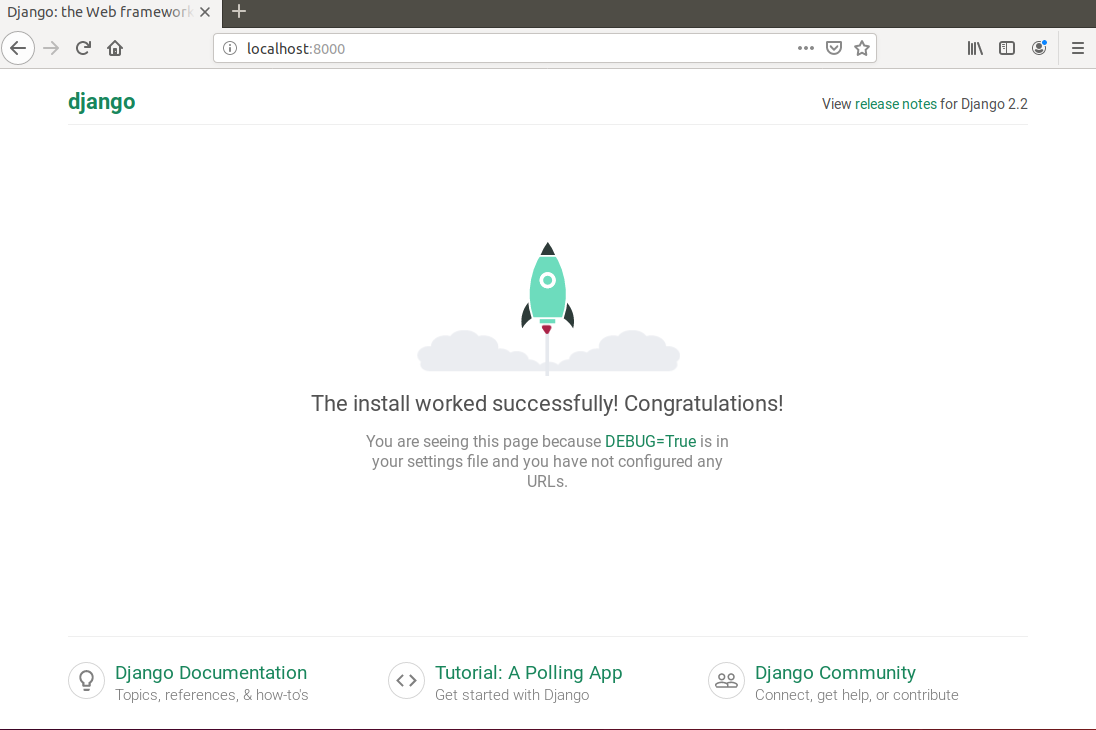 Django: the Web framework
localhost:8000
django
View release notes for Django 2.2
The install worked successfully! Congratulations!
You are seeing this page because DEBUG=True is in
your settings file and you have not configured any
URLs.
Django Documentation
Topics, references, & how-to's
Tutorial: A Polling App
Get started with Django
Django Community
Connect, get help, or contribute